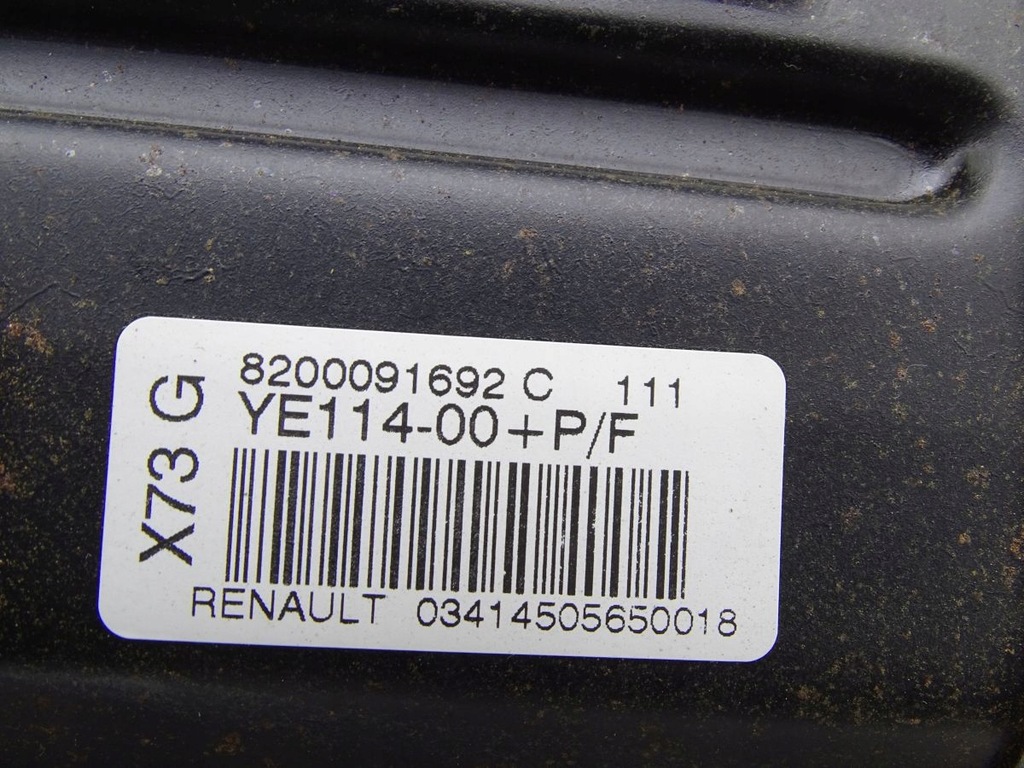 X73 G
8200091692 C 111
YE114-00+P/F
RENAULT 03414505650018